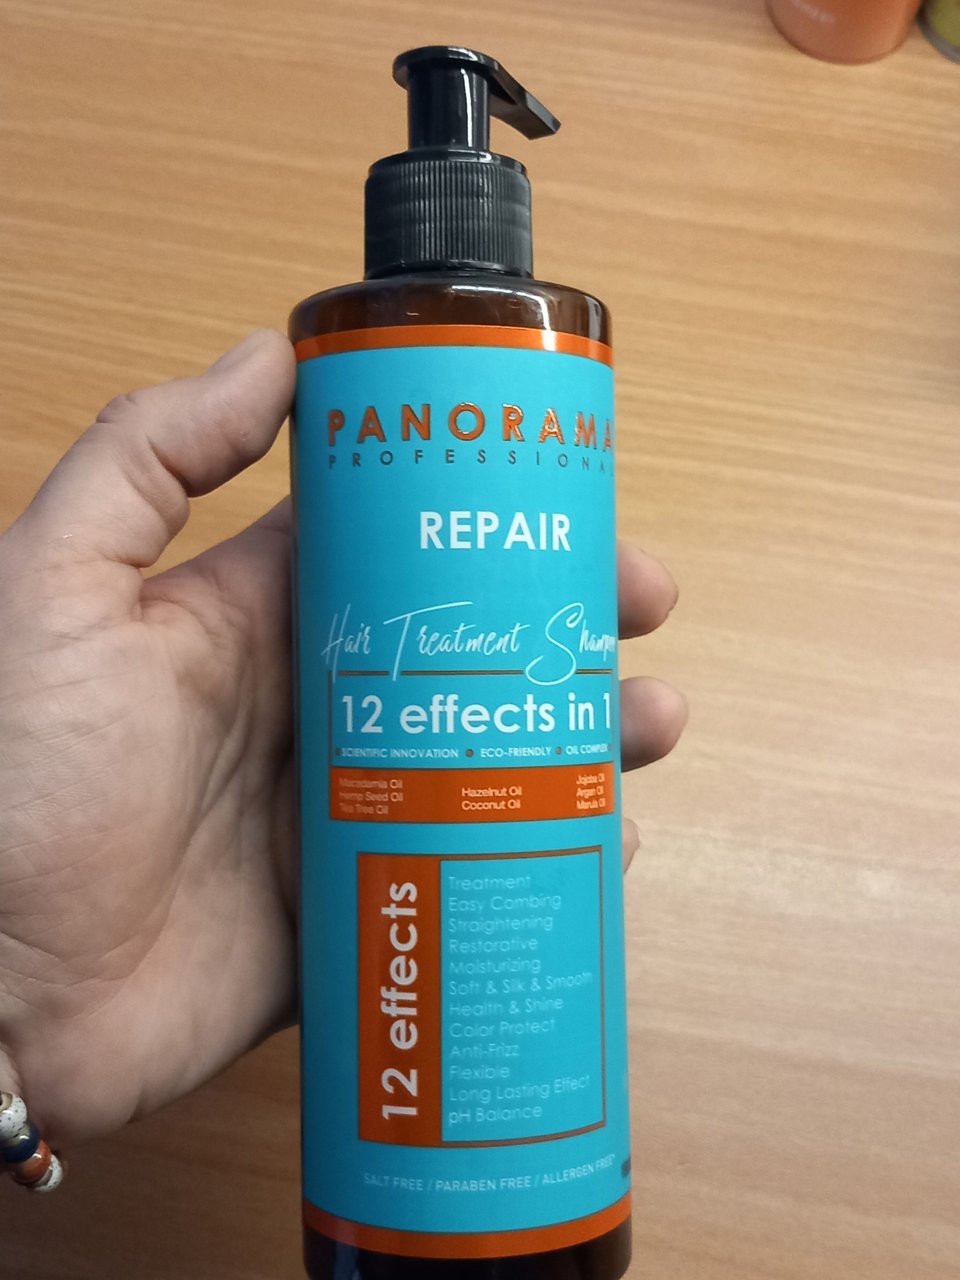 PANORAMA
PROFESSIONA
REPAIR
Hair Treatment Shampo
12 effects in 1
SCIENTIFIC INNOVATION ● ECO-FRIENDLY ● OIL COMPLEX
Macadamia Oil
Hemp Seed Oil
Tea Tree Oil
Hazelnut Oil
Coconut Oil
Jojoba Oil
Argan Oil
Marula Oil
12 effects
Treatment
Easy Combing
Straightening
Restorative
Moisturizing
Soft & Silk & Smooth
Health & Shine
Color Protect
Anti-Frizz
Flexible
Long Lasting Effect
pH Balance
SALT FREE / PARABEN FREE / ALLERGEN FREE*